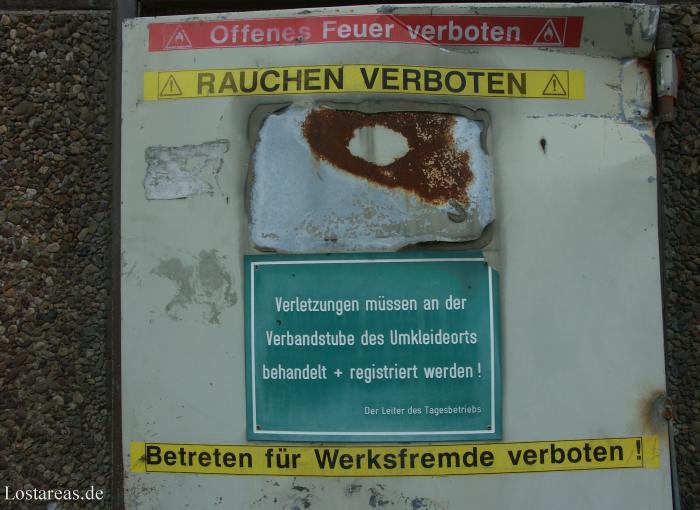 Offenes Feuer verboten
RAUCHEN VERBOTEN
Verletzungen müssen an der
Verbandstube des Umkleideorts
behandelt + registriert werden !
Der Leiter des Tagesbetriebs
Betreten für Werksfremde verboten !
Lostareas.de